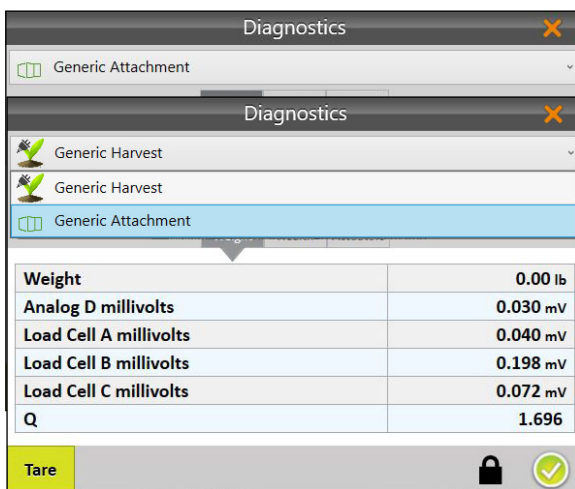 Diagnostics
Generic Attachment
Diagnostics
Generic Harvest
Generic Harvest
Generic Attachment
Weight 0.00 lb
Analog D millivolts 0.030 mV
Load Cell A millivolts 0.040 mV
Load Cell B millivolts 0.198 mV
Load Cell C millivolts 0.072 mV
Q 1.696
Tare